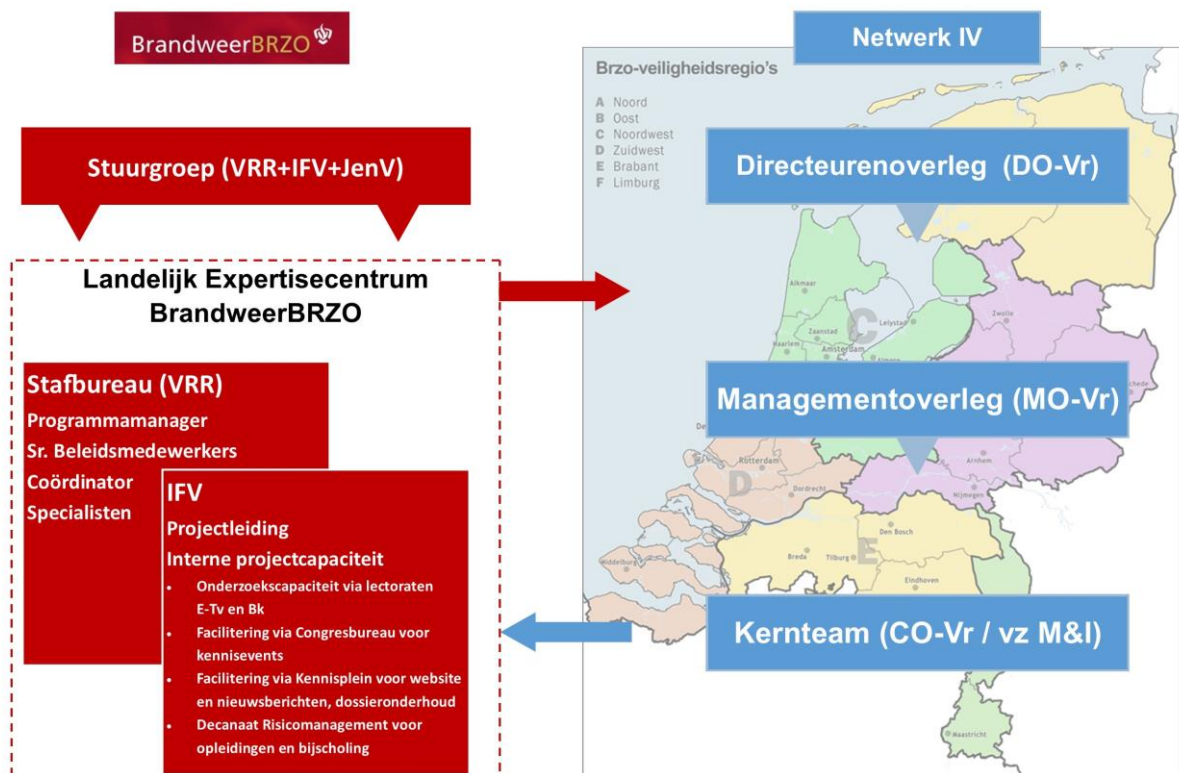 BrandweerBRZO
Stuurgroep (VRR+IFV+JenV)
Landelijk Expertisecentrum
BrandweerBRZO
Stafbureau (VRR)
Programmamanager
Sr. Beleidsmedewerkers
Coördinator
Specialisten
IFV
Projectleiding
Interne projectcapaciteit
• Onderzoekscapaciteit via lectoraten
E-Tv en Bk
• Facilitering via Congresbureau voor
kennisevents
• Facilitering via Kennisplein voor website
en nieuwsberichten, dossieronderhoud
• Decanaat Risicomanagement voor
opleidingen en bijscholing
Netwerk IV
Brzo-veiligheidsregio's
A Noord
B Oost
C Noordwest
D Zuidwest
E Brabant
F Limburg
Directeurenoverleg (DO-Vr)
Alkmaar
Zaanstad
Haarlem
Amsterdam
C
Lelystad
Almere
Zwolle
Managementoverleg (MO-Vr)
Rotterdam
D
Dordrecht
Arnhem
Nijmegen
Den Bosch
Breda
Tilburg
E
Middelburg
Eindhoven
Kernteam (CO-Vr / vz M&I)
Maastricht